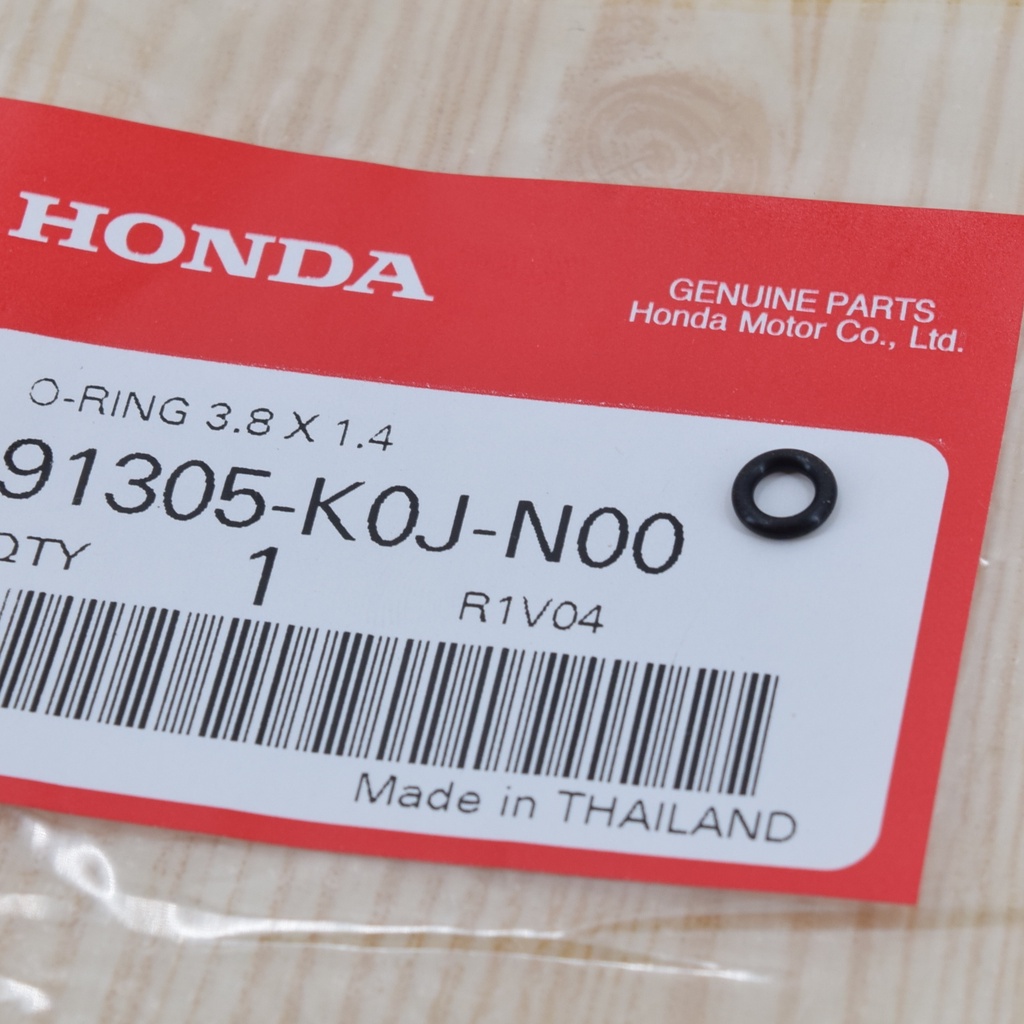 HONDA
GENUINE PARTS
Honda Motor Co., Ltd.
O-RING 3.8 X 1.4
91305-K0J-N00
QTY 1 R1V04
Made in THAILAND